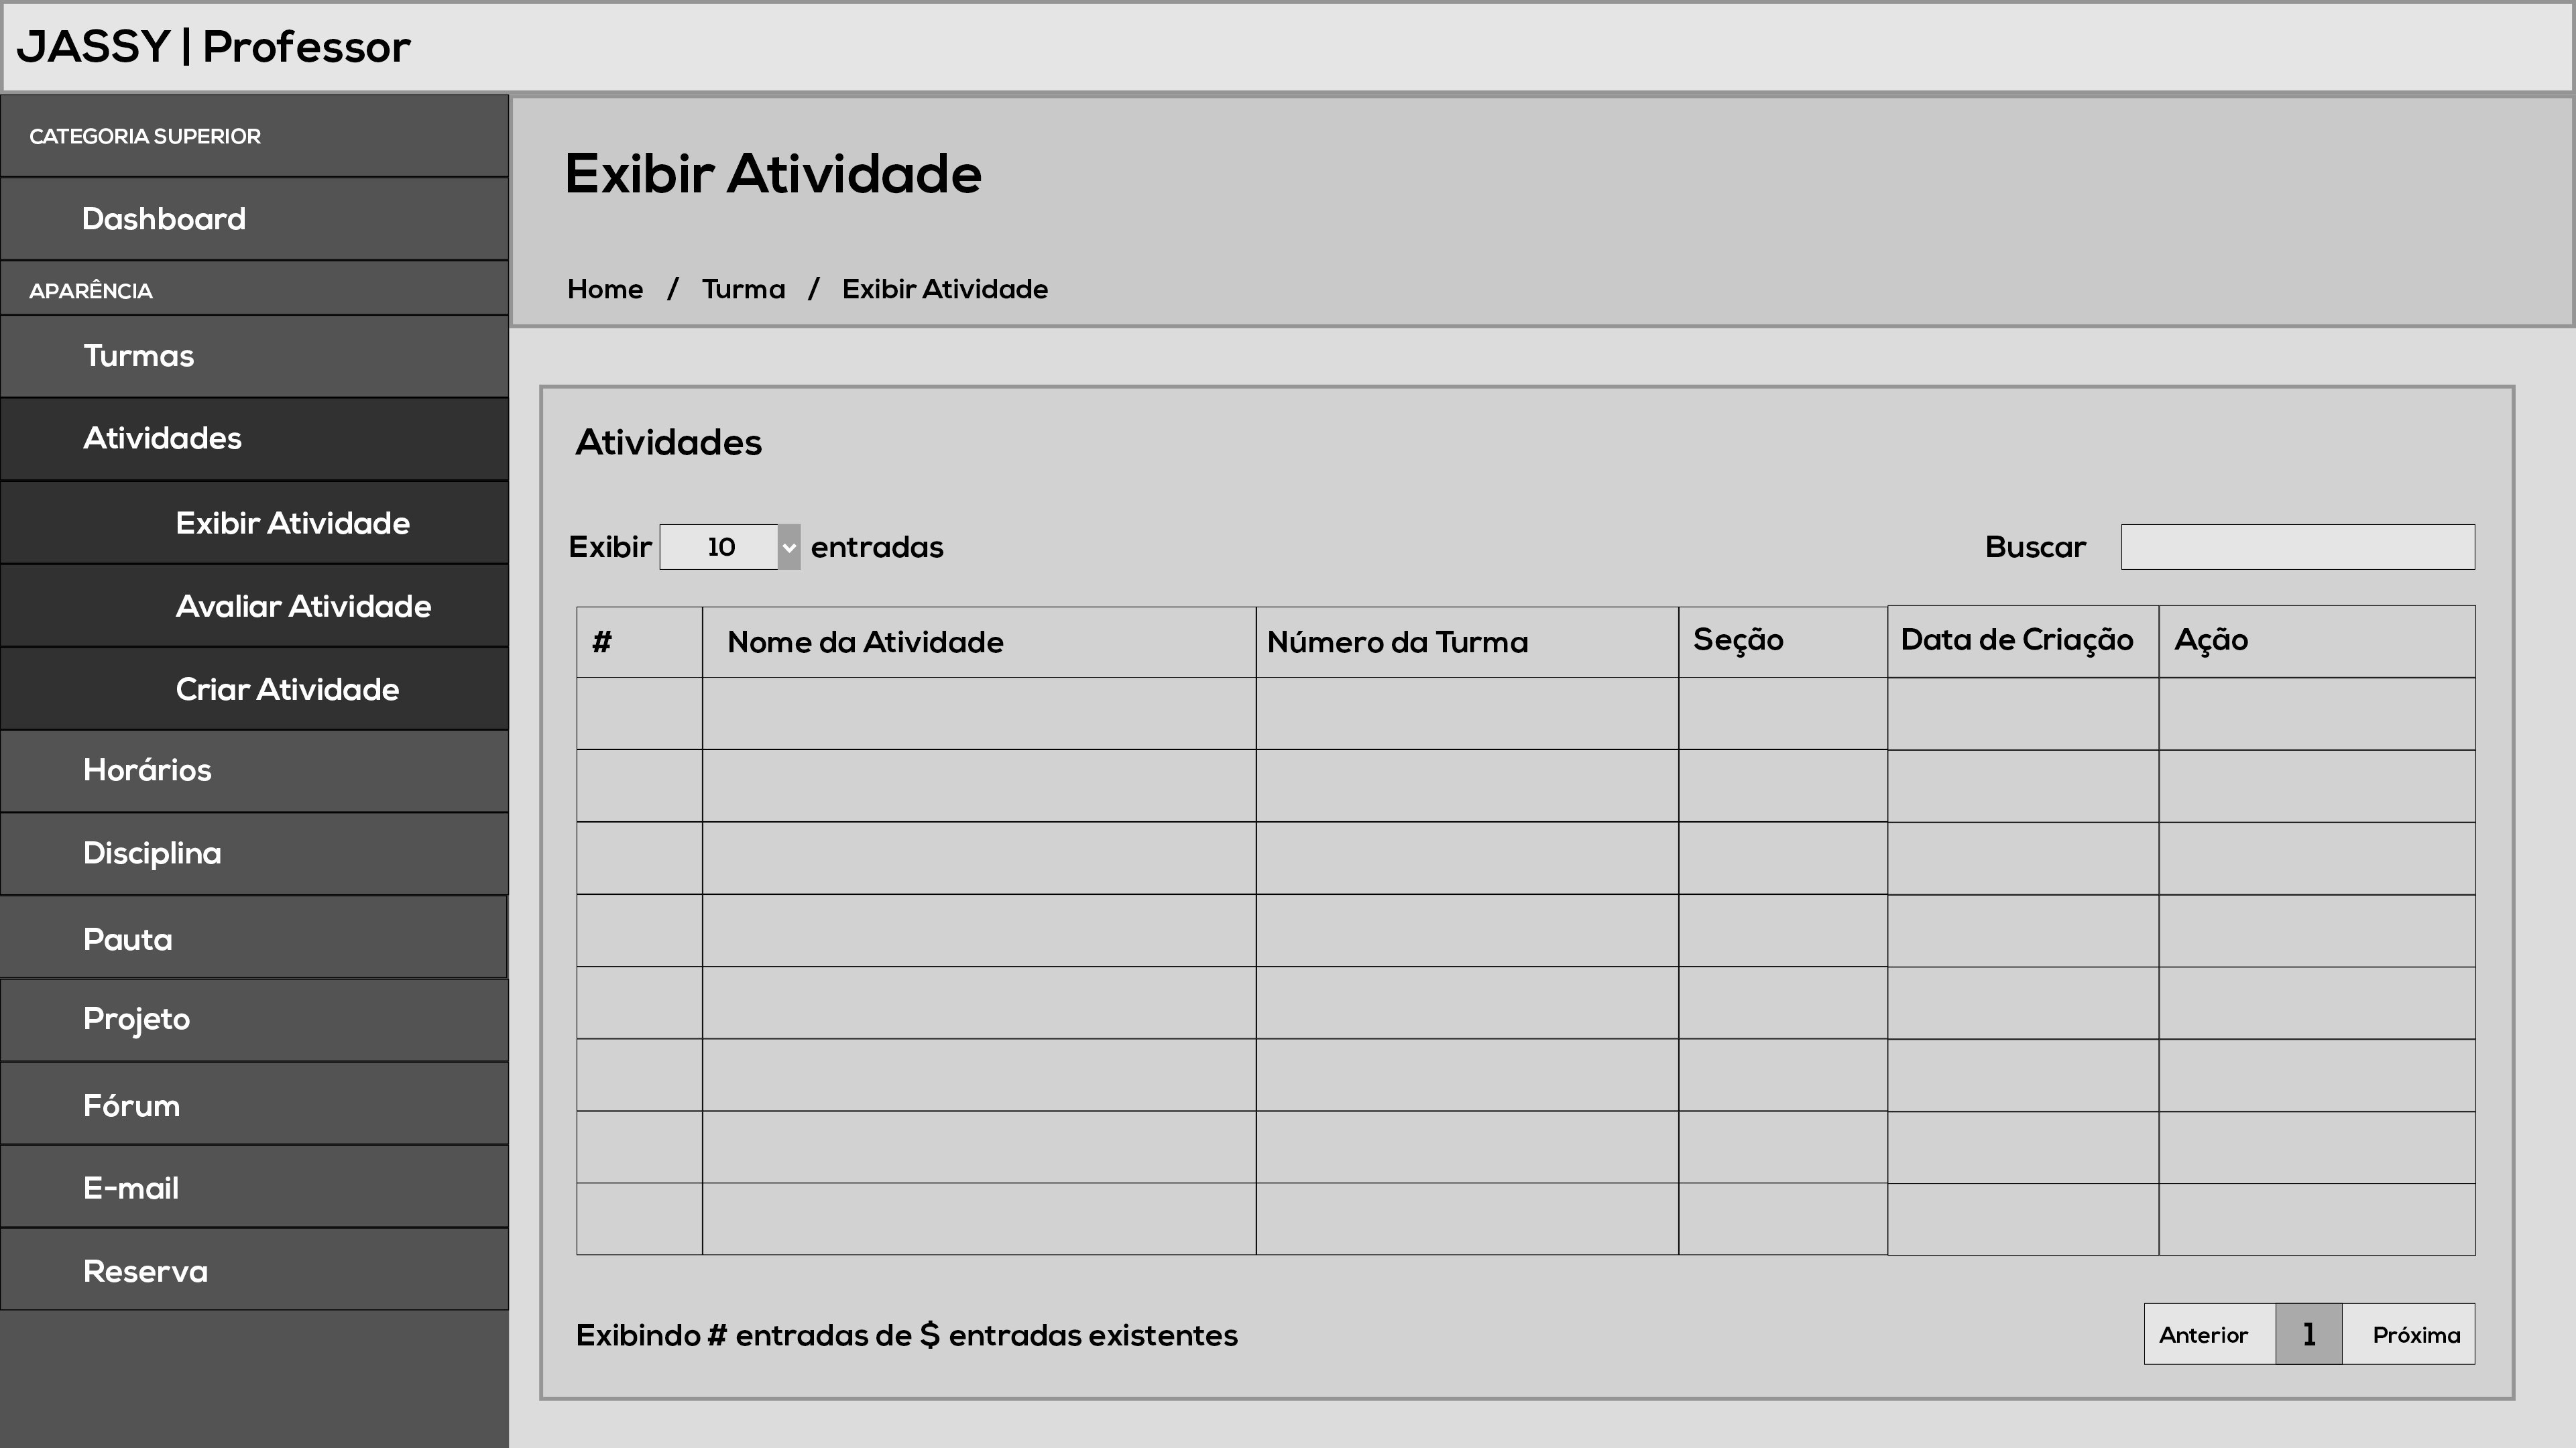 JASSY | Professor
CATEGORIA SUPERIOR
Dashboard
APARÊNCIA
Turmas
Atividades
Exibir Atividade
Avaliar Atividade
Criar Atividade
Horários
Disciplina
Pauta
Projeto
Fórum
E-mail
Reserva
Exibir Atividade
Home / Turma / Exibir Atividade
Atividades
Exibir 10 entradas
Buscar
# Nome da Atividade Número da Turma Seção Data de Criação Ação
Exibindo # entradas de $ entradas existentes
Anterior 1 Próxima